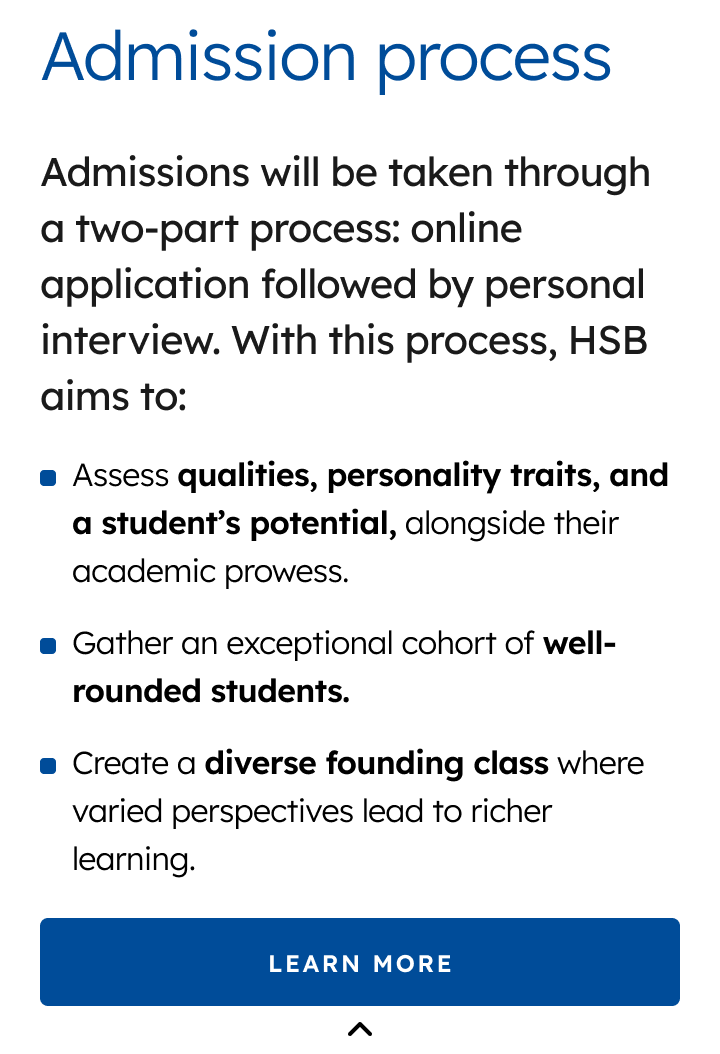 Admission process
Admissions will be taken through
a two-part process: online
application followed by personal
interview. With this process, HSB
aims to:
Assess qualities, personality traits, and
a student’s potential, alongside their
academic prowess.
Gather an exceptional cohort of well-
rounded students.
Create a diverse founding class where
varied perspectives lead to richer
learning.
LEARN MORE